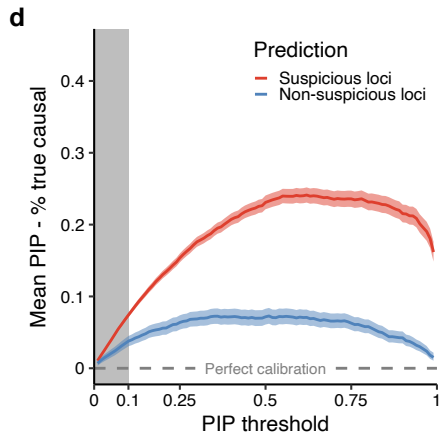 d
Prediction
Suspicious loci
Non-suspicious loci
Mean PIP - % true causal
0.4
0.3
0.2
0.1
0
Perfect calibration
0 0.1 0.25 0.5 0.75 1
PIP threshold